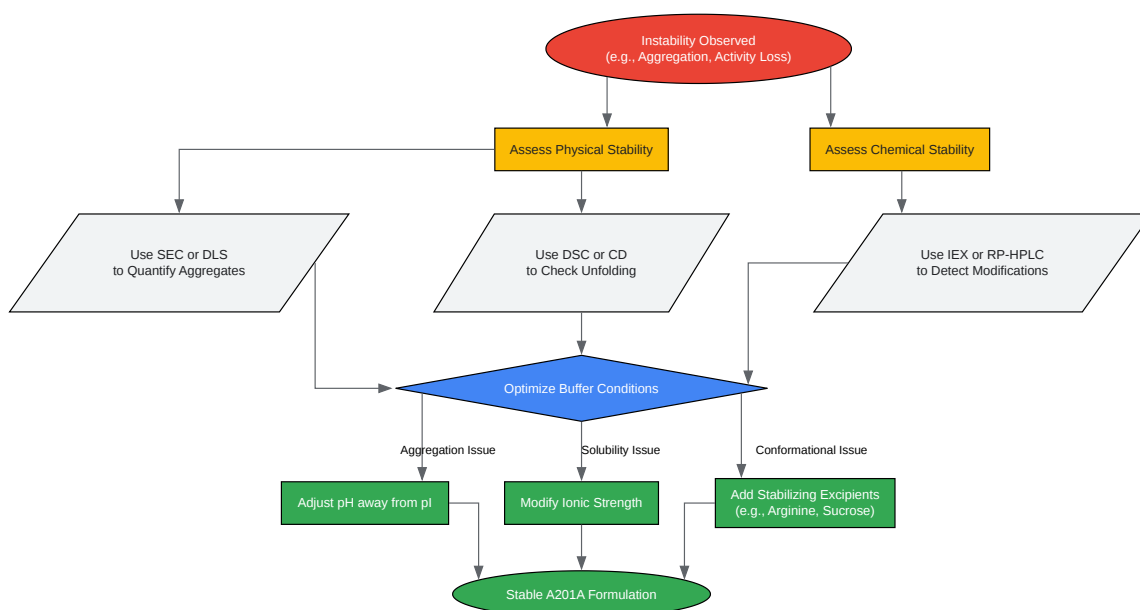 Instability Observed
(e.g., Aggregation, Activity Loss)
Assess Physical Stability
Assess Chemical Stability
Use SEC or DLS
to Quantify Aggregates
Use DSC or CD
to Check Unfolding
Use IEX or RP-HPLC
to Detect Modifications
Optimize Buffer Conditions
Aggregation Issue
Solubility Issue
Conformational Issue
Adjust pH away from pI
Modify Ionic Strength
Add Stabilizing Excipients
(e.g., Arginine, Sucrose)
Stable A201A Formulation